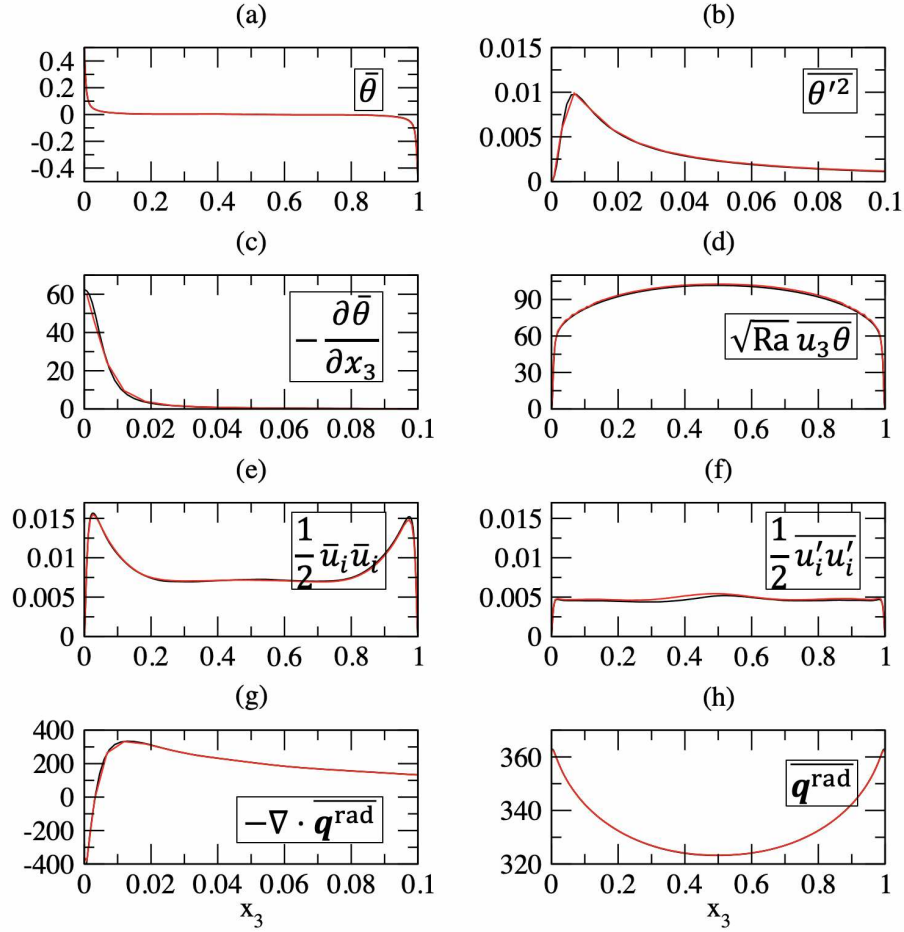 (a)
0.4
0.2
0
-0.2
-0.4
θ̄
0 0.2 0.4 0.6 0.8 1
(b)
0.015
0.01
0.005
0
\overline{θ′²}
0 0.02 0.04 0.06 0.08 0.1
(c)
60
40
20
0
−∂θ̄/∂x₃
0 0.02 0.04 0.06 0.08 0.1
(d)
90
60
30
0
√Ra \overline{u₃θ}
0 0.2 0.4 0.6 0.8 1
(e)
0.015
0.01
0.005
0
1/2 ūᵢūᵢ
0 0.2 0.4 0.6 0.8 1
(f)
0.015
0.01
0.005
0
1/2 \overline{u′ᵢu′ᵢ}
0 0.2 0.4 0.6 0.8 1
(g)
400
200
0
-200
-400
−∇ · \overline{q^rad}
0 0.02 0.04 0.06 0.08 0.1
x₃
(h)
360
340
320
\overline{q^rad}
0 0.2 0.4 0.6 0.8 1
x₃